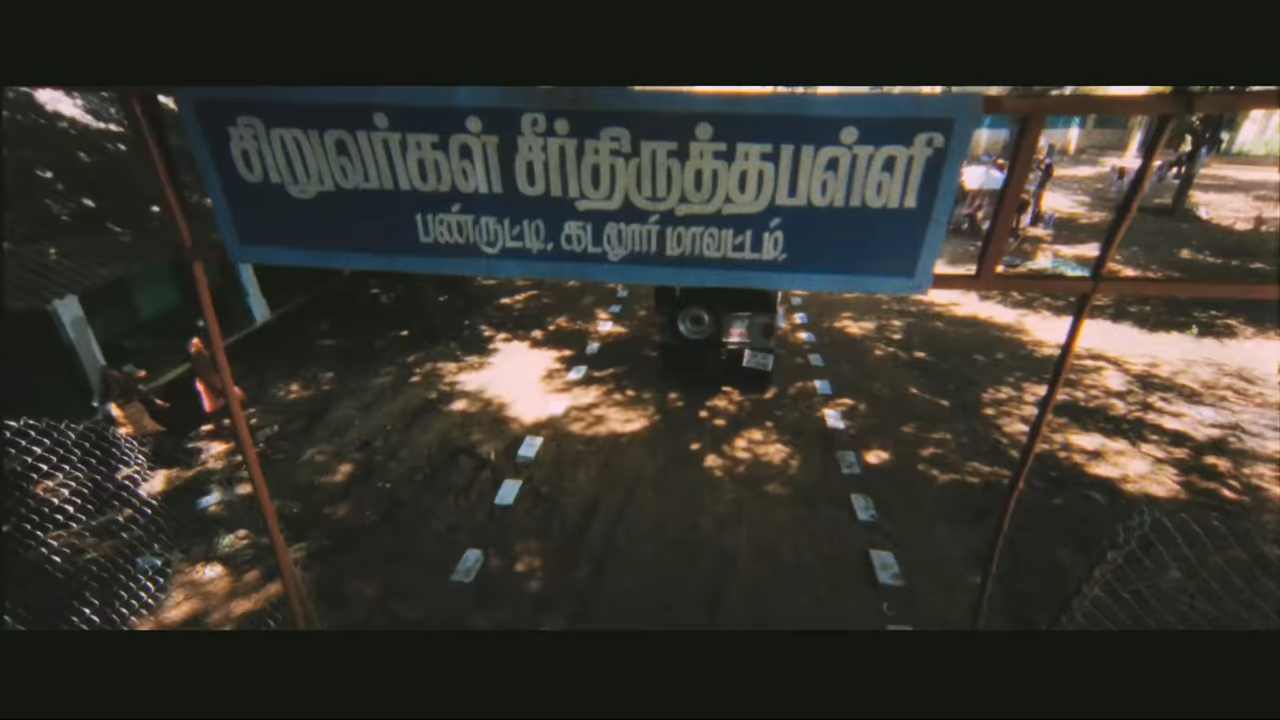 சிறுவர்கள் சீர்திருத்தபள்ளி
பண்ருட்டி, கடலூர் மாவட்டம்.